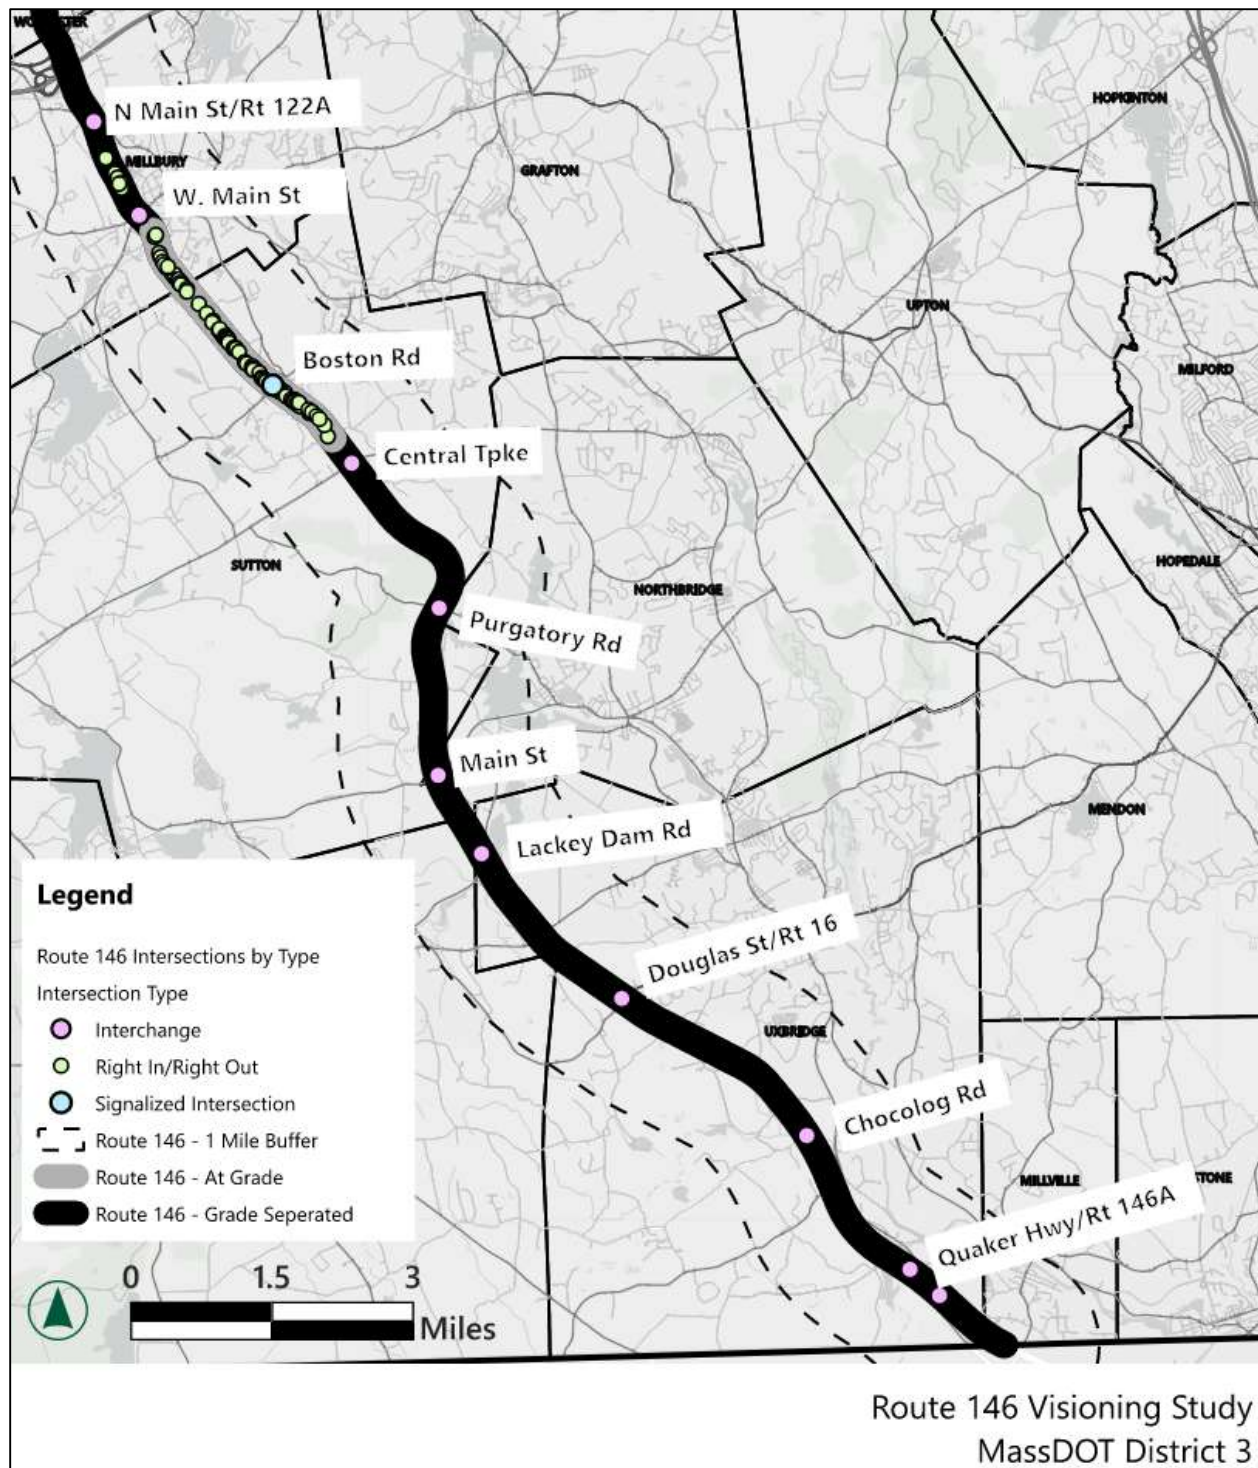 N Main St/Rt 122A
HOPKINTON
MILLBURY
GRAFTON
W. Main St
UPTON
Boston Rd
MILFORD
Central Tpke
SUTTON
HOPEDALE
NORTHBRIDGE
Purgatory Rd
Main St
MENDON
Lackey Dam Rd
Douglas St/Rt 16
UXBRIDGE
Chocolog Rd
MILLVILLE
TONE
Quaker Hwy/Rt 146A
Legend
Route 146 Intersections by Type
Intersection Type
Interchange
Right In/Right Out
Signalized Intersection
Route 146 - 1 Mile Buffer
Route 146 - At Grade
Route 146 - Grade Seperated
0 1.5 3
Miles
Route 146 Visioning Study
MassDOT District 3